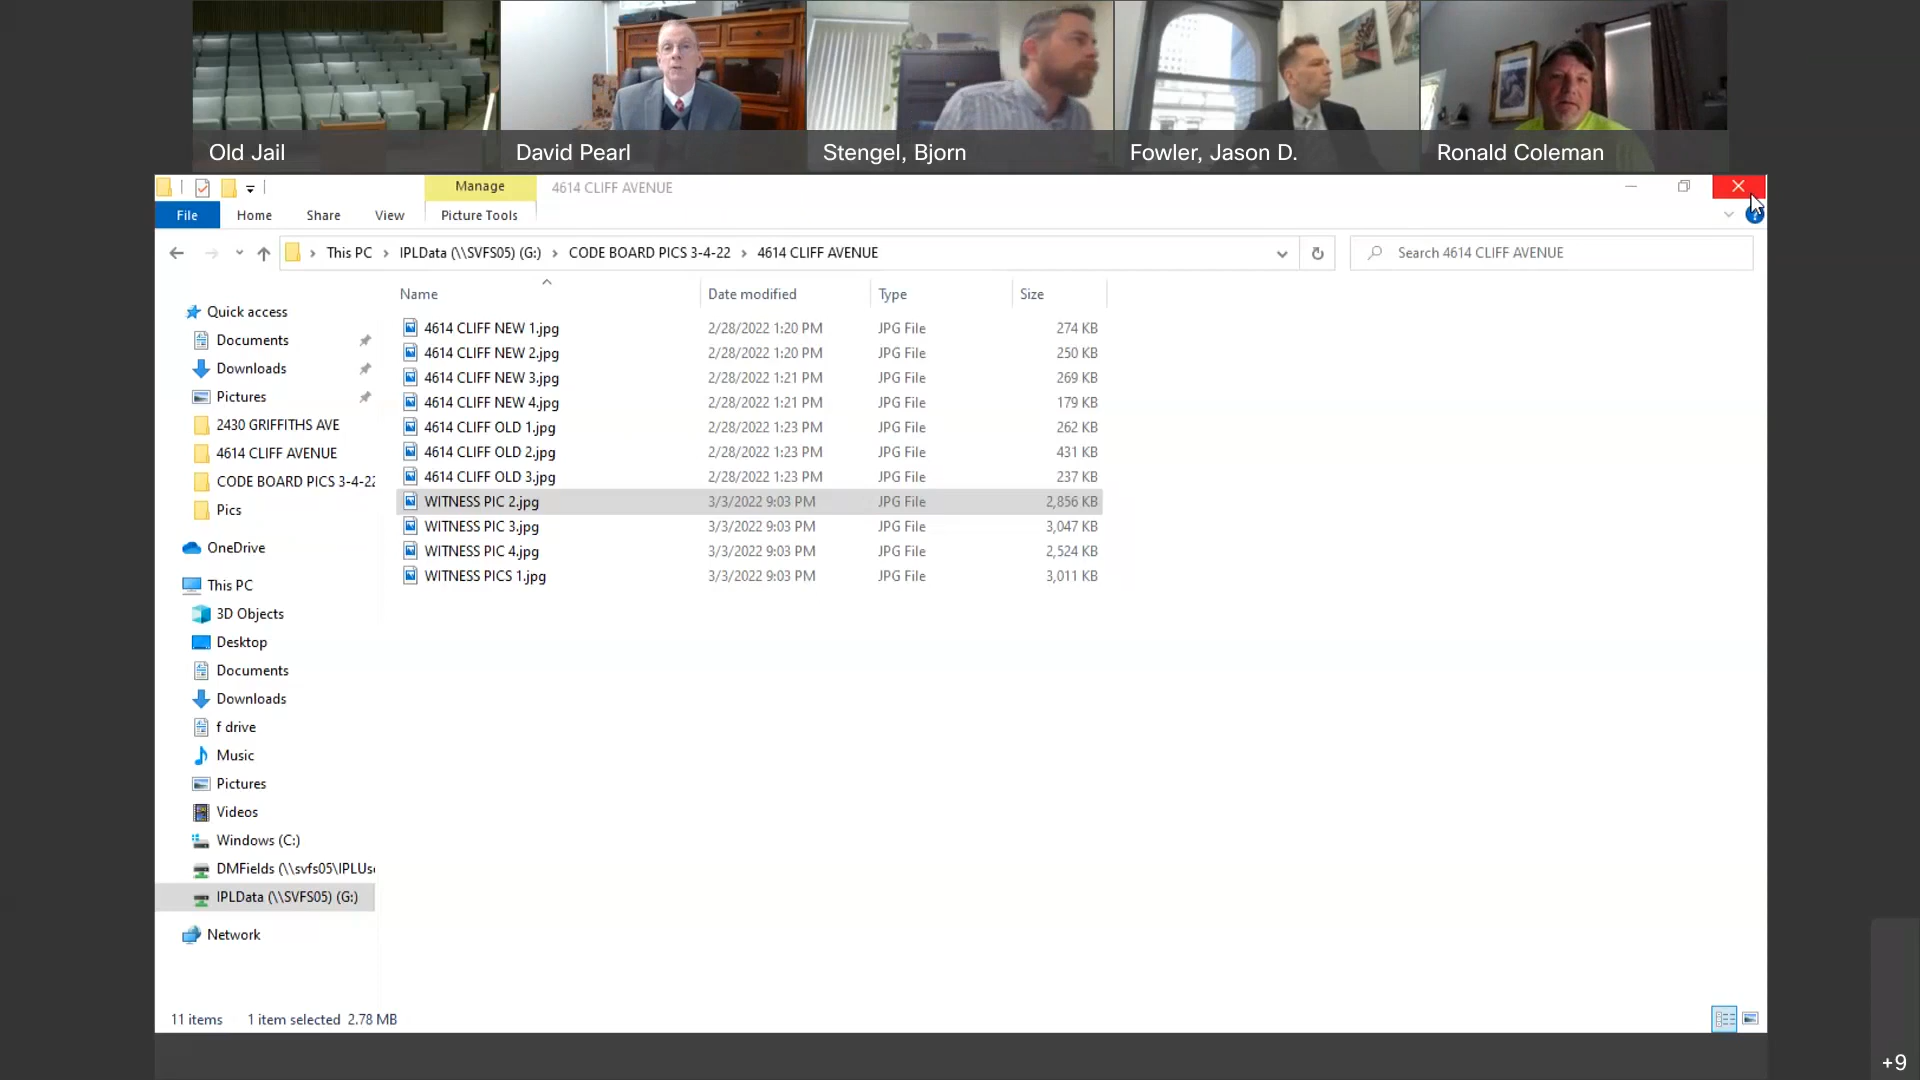 Old Jail
David Pearl
Stengel, Bjorn
Fowler, Jason D.
Ronald Coleman
Manage
4614 CLIFF AVENUE
File Home Share View Picture Tools
This PC > IPLData (\\SVFS05) (G:) > CODE BOARD PICS 3-4-22 > 4614 CLIFF AVENUE
Search 4614 CLIFF AVENUE
Name Date modified Type Size
4614 CLIFF NEW 1.jpg 2/28/2022 1:20 PM JPG File 274 KB
4614 CLIFF NEW 2.jpg 2/28/2022 1:20 PM JPG File 250 KB
4614 CLIFF NEW 3.jpg 2/28/2022 1:21 PM JPG File 269 KB
4614 CLIFF NEW 4.jpg 2/28/2022 1:21 PM JPG File 179 KB
4614 CLIFF OLD 1.jpg 2/28/2022 1:23 PM JPG File 262 KB
4614 CLIFF OLD 2.jpg 2/28/2022 1:23 PM JPG File 431 KB
4614 CLIFF OLD 3.jpg 2/28/2022 1:23 PM JPG File 237 KB
WITNESS PIC 2.jpg 3/3/2022 9:03 PM JPG File 2,856 KB
WITNESS PIC 3.jpg 3/3/2022 9:03 PM JPG File 3,047 KB
WITNESS PIC 4.jpg 3/3/2022 9:03 PM JPG File 2,524 KB
WITNESS PICS 1.jpg 3/3/2022 9:03 PM JPG File 3,011 KB
Quick access
Documents
Downloads
Pictures
2430 GRIFFITHS AVE
4614 CLIFF AVENUE
CODE BOARD PICS 3-4-22
Pics
OneDrive
This PC
3D Objects
Desktop
Documents
Downloads
f drive
Music
Pictures
Videos
Windows (C:)
DMFields (\\svfs05\IPLUse
IPLData (\\SVFS05) (G:)
Network
11 items 1 item selected 2.78 MB
+9